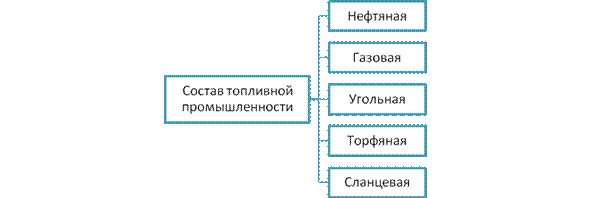 Состав топливной
промышленности
Нефтяная
Газовая
Угольная
Торфяная
Сланцевая